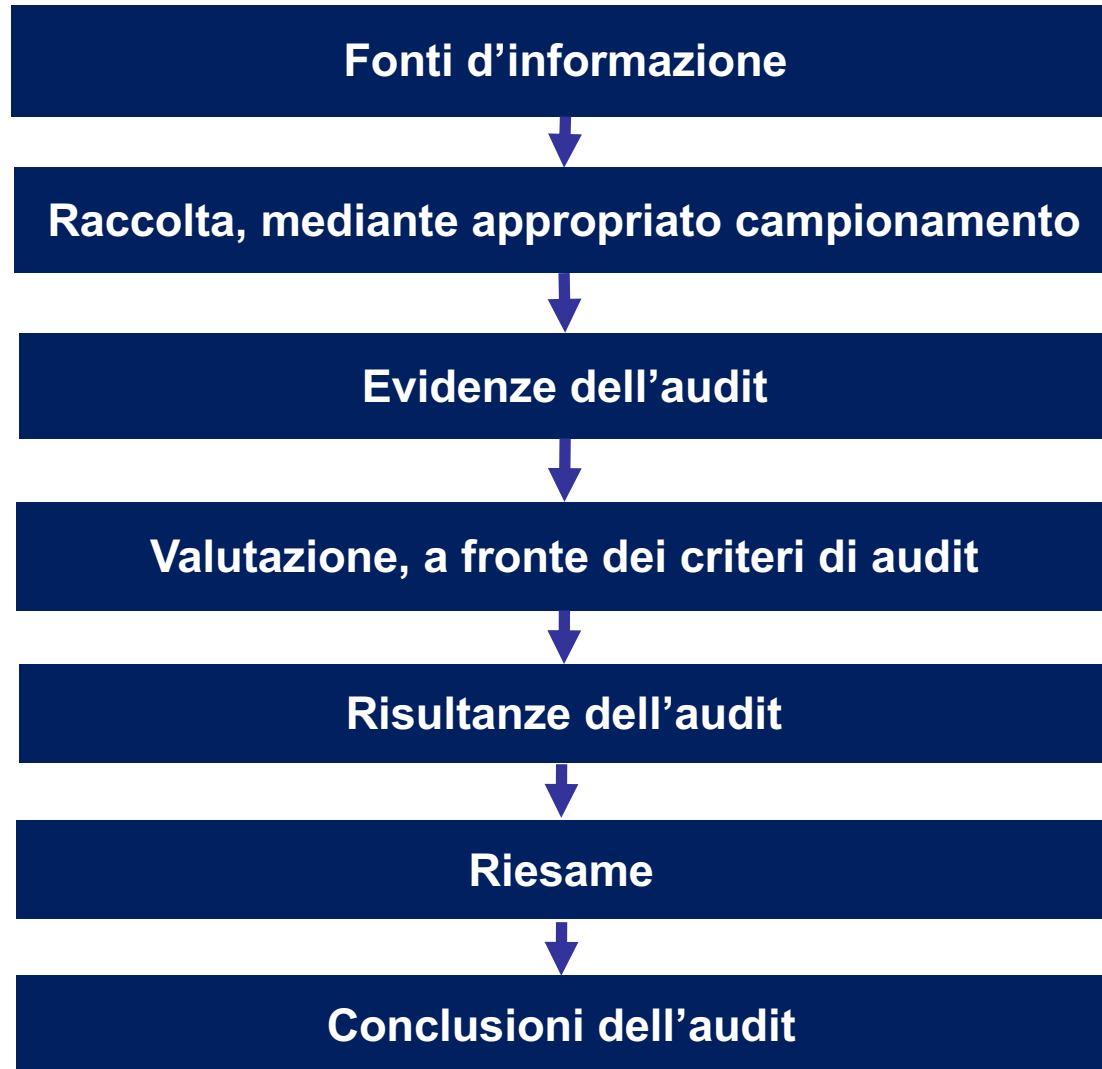 Fonti d’informazione
Raccolta, mediante appropriato campionamento
Evidenze dell’audit
Valutazione, a fronte dei criteri di audit
Risultanze dell’audit
Riesame
Conclusioni dell’audit